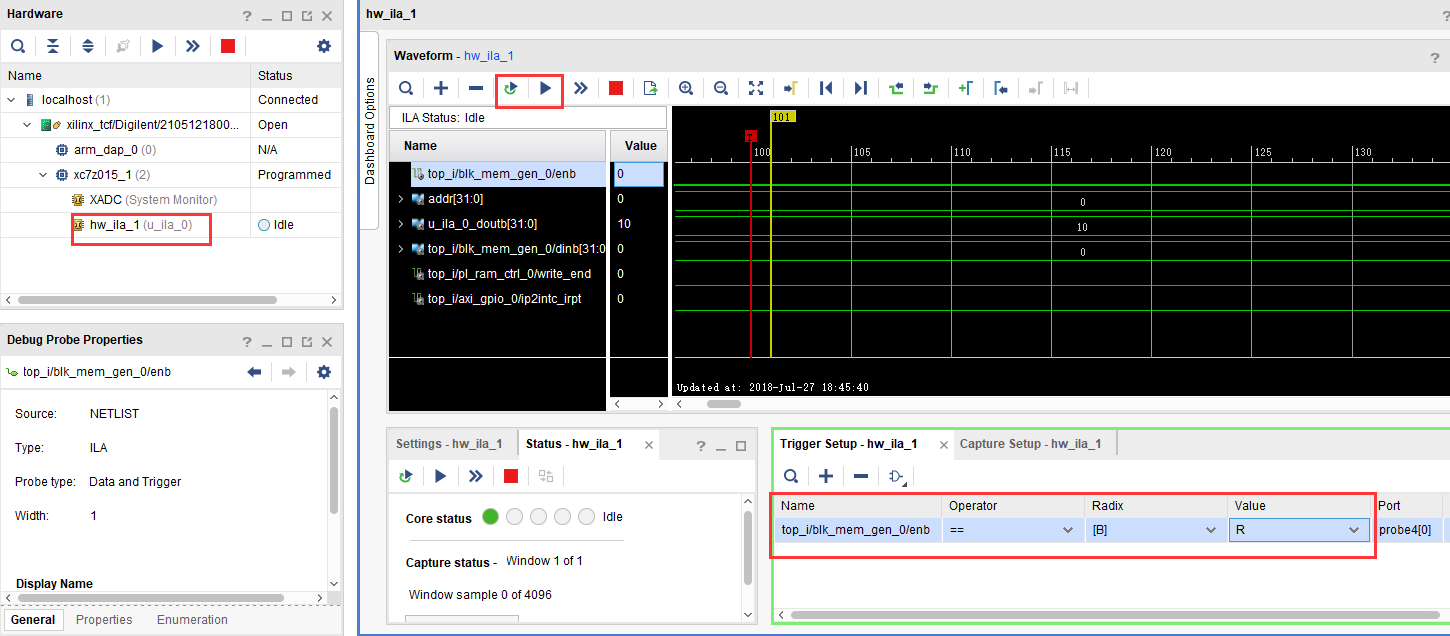 Hardware
Name Status
localhost (1) Connected
xilinx_tcf/Digilent/2105121800... Open
arm_dap_0 (0) N/A
xc7z015_1 (2) Programmed
XADC (System Monitor)
hw_ila_1 (u_ila_0) Idle
Debug Probe Properties
top_i/blk_mem_gen_0/enb
Source: NETLIST
Type: ILA
Probe type: Data and Trigger
Width: 1
Display Name
General Properties Enumeration
hw_ila_1
Dashboard Options
Waveform - hw_ila_1
ILA Status: Idle
Name Value
top_i/blk_mem_gen_0/enb 0
addr[31:0] 0
u_ila_0_doutb[31:0] 10
top_i/blk_mem_gen_0/dinb[31:0 0
top_i/pl_ram_ctrl_0/write_end 0
top_i/axi_gpio_0/ip2intc_irpt 0
101
T
100 105 110 115 120 125 130
0
10
0
Updated at: 2018-Jul-27 18:45:40
Settings - hw_ila_1 Status - hw_ila_1
Core status Idle
Capture status - Window 1 of 1
Window sample 0 of 4096
Trigger Setup - hw_ila_1 Capture Setup - hw_ila_1
Name Operator Radix Value Port
top_i/blk_mem_gen_0/enb == [B] R probe4[0]